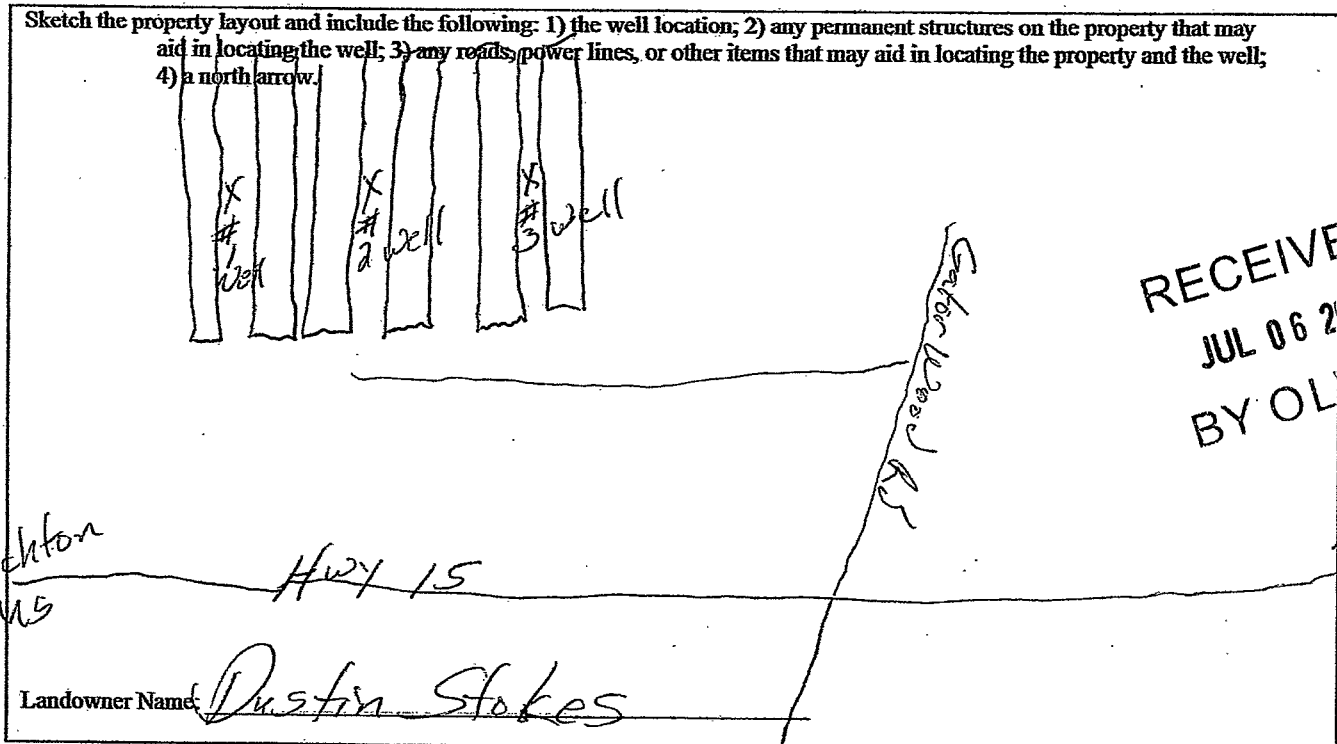 Sketch the property layout and include the following: 1) the well location; 2) any permanent structures on the property that may
aid in locating the well; 3) any roads, power lines, or other items that may aid in locating the property and the well;
4) a north arrow.
X
#
1
well
X
#
2 well
X
#
3 well
RECEIVE
JUL 06 2
BY OL
chton
Hwy 15
Landowner Name: Dustin Stokes